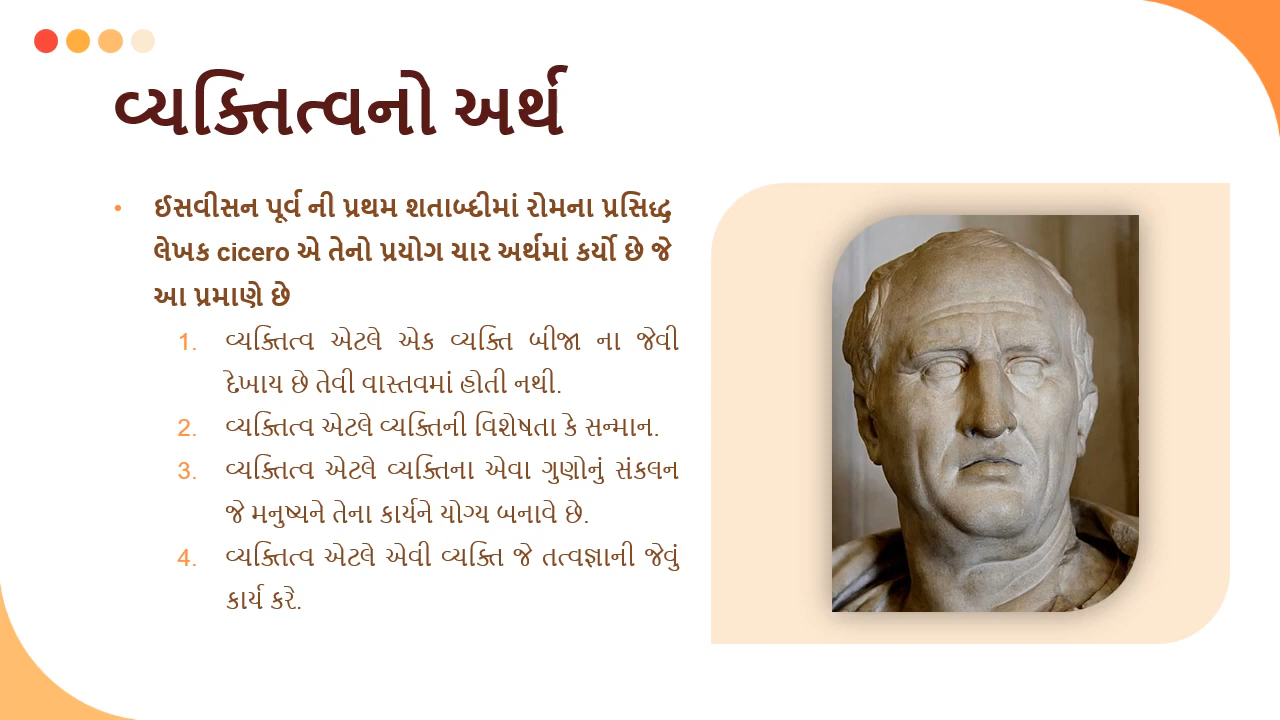 વ્યક્તિત્વનો અર્થ
• ઈસવીસન પૂર્વ ની પ્રથમ શતાબ્દીમાં રોમના પ્રસિદ્ધ
લેખક cicero એ તેનો પ્રયોગ ચાર અર્થમાં કર્યો છે જે
આ પ્રમાણે છે
1. વ્યક્તિત્વ એટલે એક વ્યક્તિ બીજા ના જેવી
દેખાય છે તેવી વાસ્તવમાં હોતી નથી.
2. વ્યક્તિત્વ એટલે વ્યક્તિની વિશેષતા કે સન્માન.
3. વ્યક્તિત્વ એટલે વ્યક્તિના એવા ગુણોનું સંકલન
જે મનુષ્યને તેના કાર્યને યોગ્ય બનાવે છે.
4. વ્યક્તિત્વ એટલે એવી વ્યક્તિ જે તત્વજ્ઞાની જેવું
કાર્ય કરે.